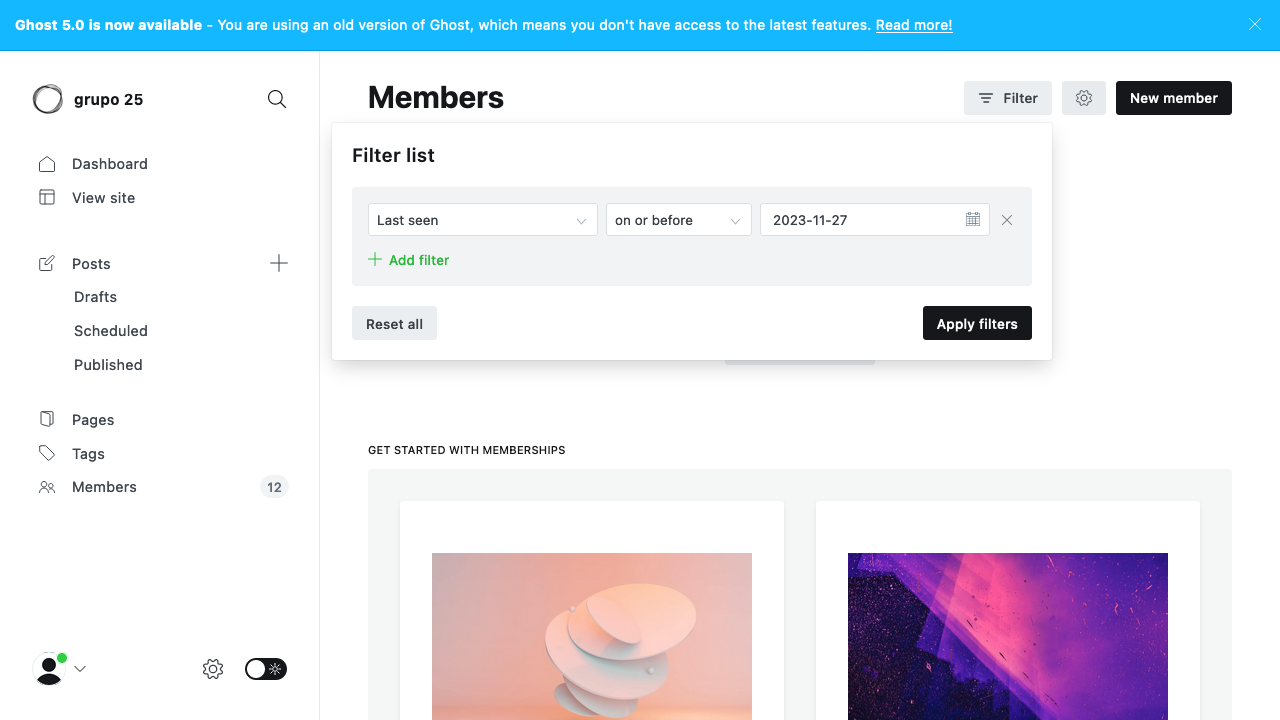 Ghost 5.0 is now available - You are using an old version of Ghost, which means you don't have access to the latest features. Read more!
grupo 25
Dashboard
View site
Posts
Drafts
Scheduled
Published
Pages
Tags
Members 12
Members
Filter
New member
Filter list
Last seen on or before 2023-11-27
Add filter
Reset all
Apply filters
GET STARTED WITH MEMBERSHIPS